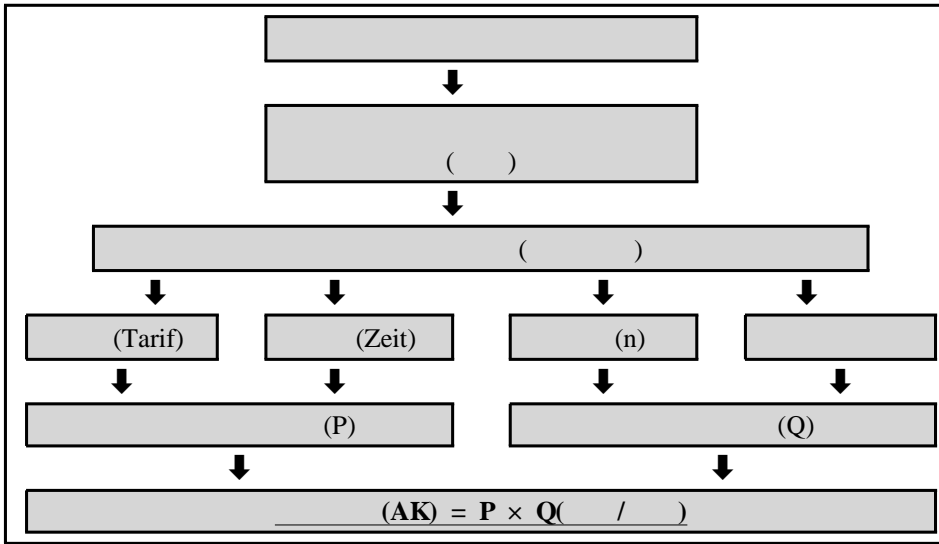 ( )
( )
(Tarif) (Zeit) (n)
(P) (Q)
(AK) = P × Q( / )